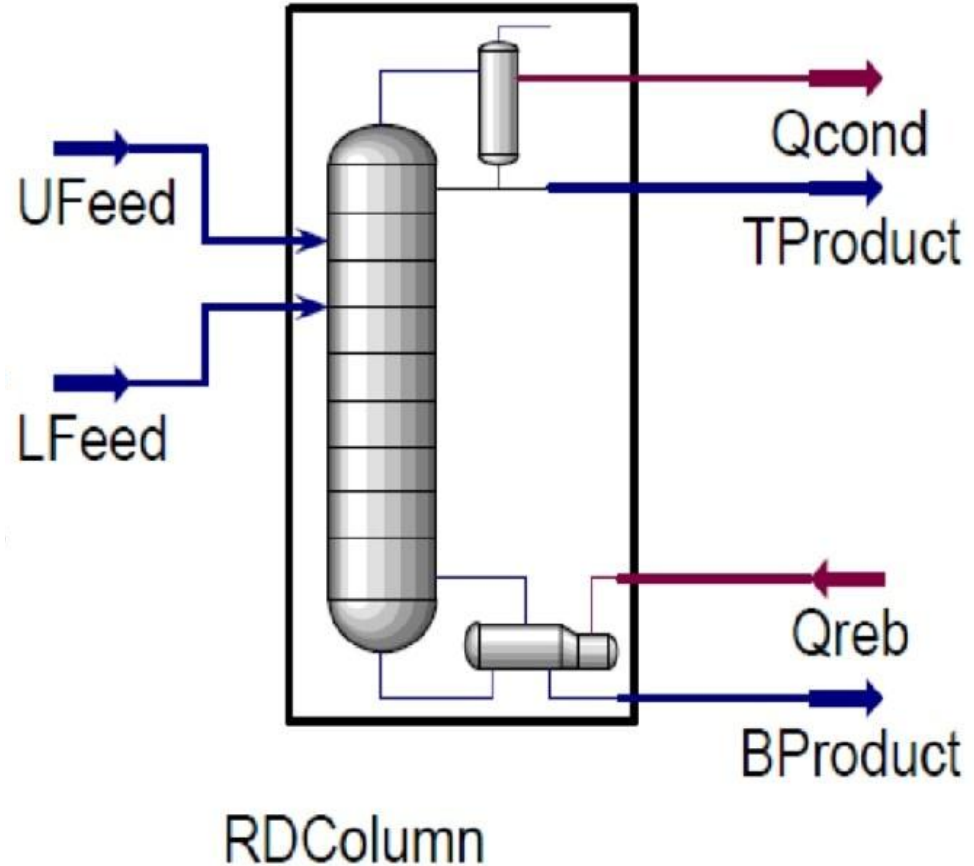 Qcond
UFeed
TProduct
LFeed
Qreb
BProduct
RDColumn